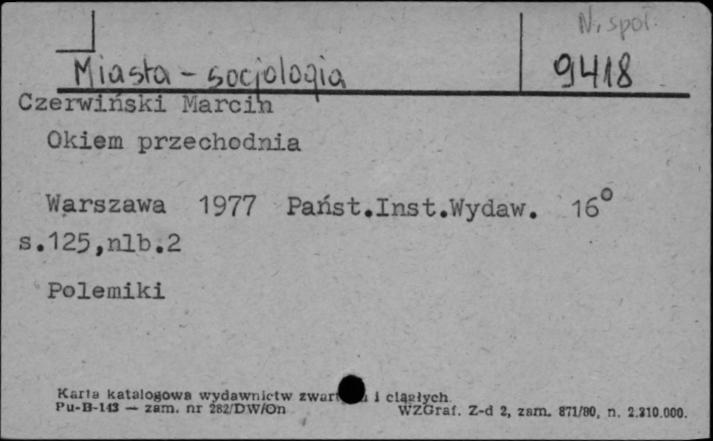 N. społ.
Miasta - socjologia 9418
Czerwiński Marcin
Okiem przechodnia
Warszawa 1977 Państ.Inst.Wydaw. 16°
s.125,nlb.2
Polemiki
Karta katalogowa wydawnictw i ciągłych
Pu-B-143 — zam. nr 282/DW/On WZGraf. Z-d 2, zam. 871/80, n. 2.210.000.